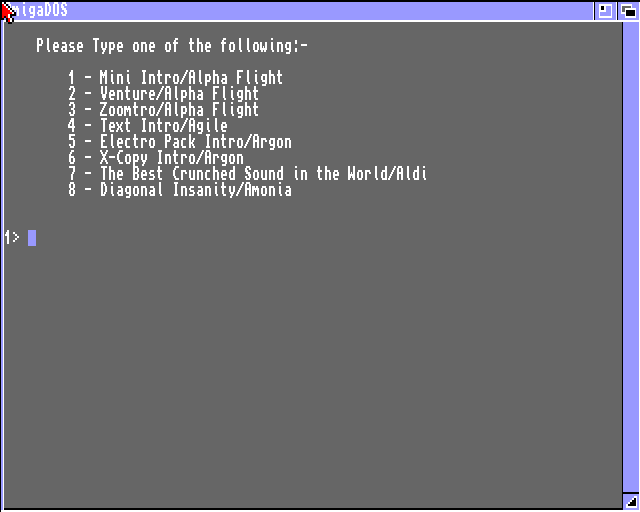 AmigaDOS
Please Type one of the following:-
1 - Mini Intro/Alpha Flight
2 - Venture/Alpha Flight
3 - Zoomtro/Alpha Flight
4 - Text Intro/Agile
5 - Electro Pack Intro/Argon
6 - X-Copy Intro/Argon
7 - The Best Crunched Sound in the World/Aldi
8 - Diagonal Insanity/Amonia
1>